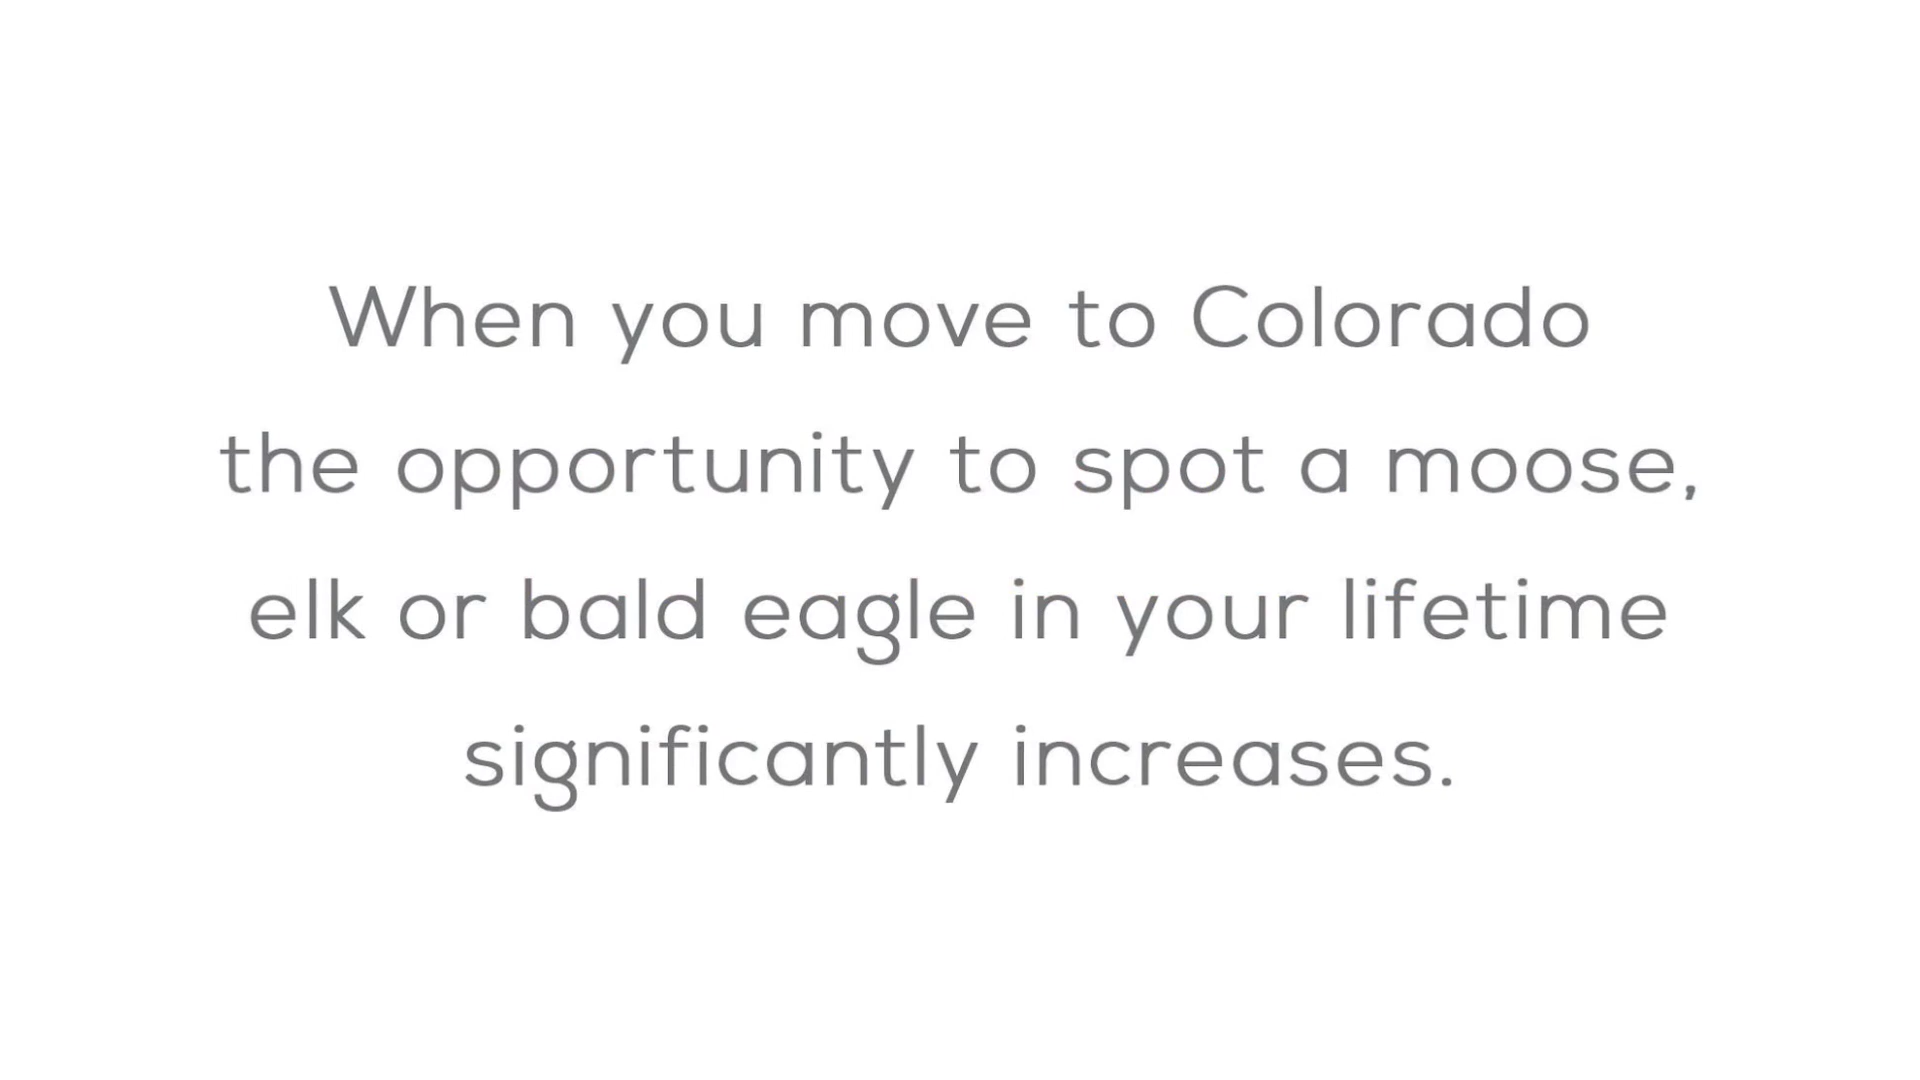 When you move to Colorado
the opportunity to spot a moose,
elk or bald eagle in your lifetime
significantly increases.